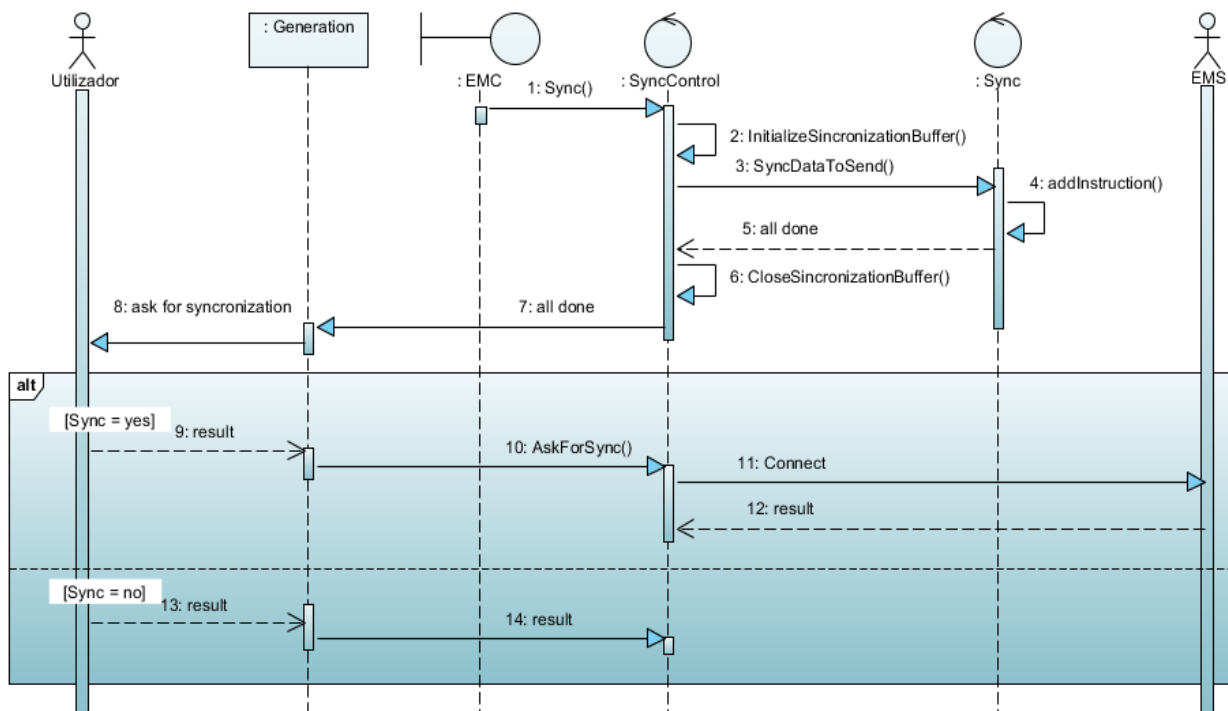 : Generation
Utilizador
: EMC
: SyncControl
: Sync
EMS
1: Sync()
2: InitializeSincronizationBuffer()
3: SyncDataToSend()
4: addInstruction()
5: all done
6: CloseSincronizationBuffer()
7: all done
8: ask for syncronization
alt
[Sync = yes]
9: result
10: AskForSync()
11: Connect
12: result
[Sync = no]
13: result
14: result